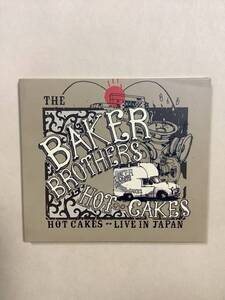 THE
BAKER
BROTHERS
HOT CAKES
HOT CAKES LIVE IN JAPAN